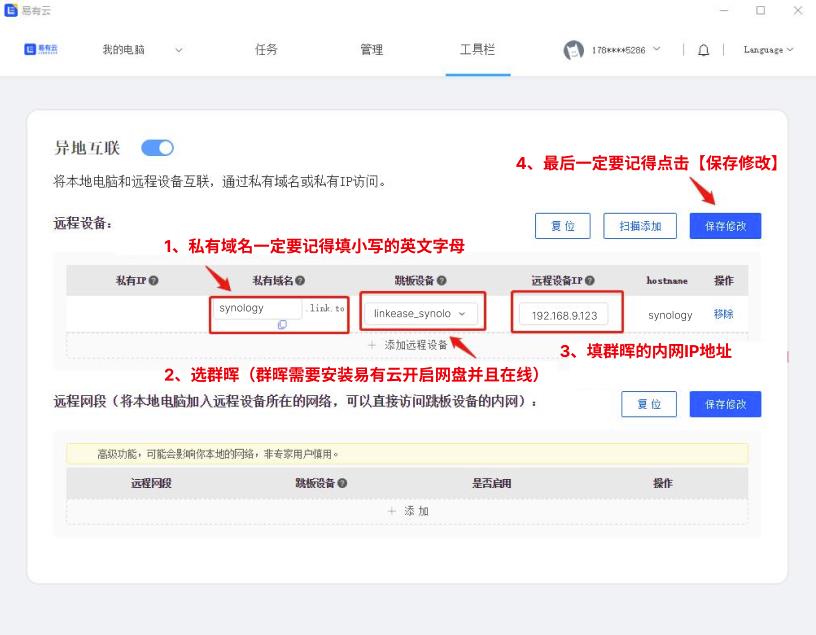 易有云
易有云
我的电脑
任务
管理
工具栏
178****5286
Language
异地互联
将本地电脑和远程设备互联，通过私有域名或私有IP访问。
4、最后一定要记得点击【保存修改】
远程设备：
复 位
扫描添加
保存修改
1、私有域名一定要记得填小写的英文字母
私有IP
私有域名
跳板设备
远程设备IP
hostname
操作
synology
.link.to
linkease_synolo
192.168.9.123
synology
移除
+ 添加远程设备
3、填群晖的内网IP地址
2、选群晖（群晖需要安装易有云开启网盘并且在线）
远程网段（将本地电脑加入远程设备所在的网络，可以直接访问跳板设备的内网）：
复 位
保存修改
高级功能，可能会影响你本地的网络，非专家用户慎用。
远程网段
跳板设备
是否启用
操作
+ 添 加